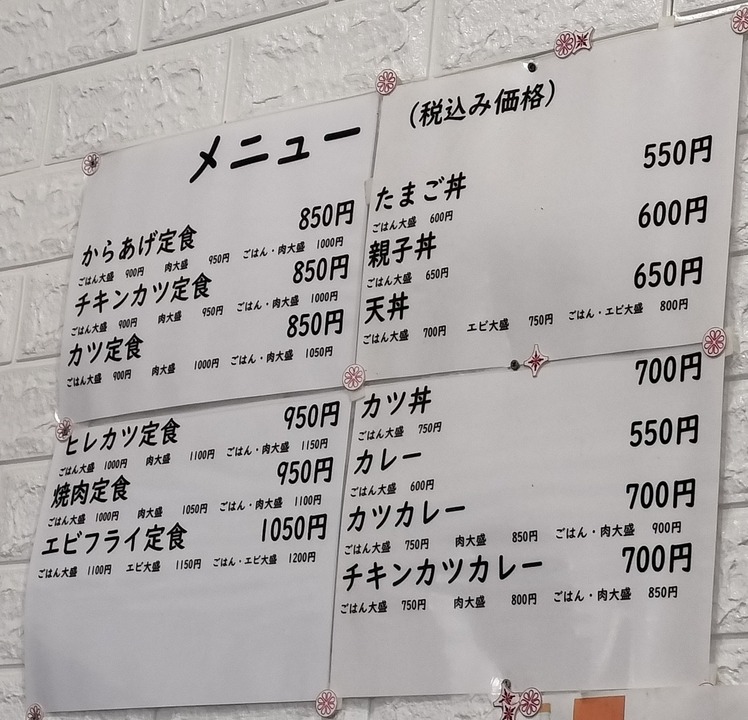 メニュー
からあげ定食 850円
ごはん大盛 900円 肉大盛 950円 ごはん・肉大盛 1000円
チキンカツ定食 850円
ごはん大盛 900円 肉大盛 950円 ごはん・肉大盛 1000円
カツ定食 850円
ごはん大盛 900円 肉大盛 1000円 ごはん・肉大盛 1050円
ヒレカツ定食 950円
ごはん大盛 1000円 肉大盛 1100円 ごはん・肉大盛 1150円
焼肉定食 950円
ごはん大盛 1000円 肉大盛 1050円 ごはん・肉大盛 1100円
エビフライ定食 1050円
ごはん大盛 1100円 エビ大盛 1150円 ごはん・エビ大盛 1200円
(税込み価格)
たまご丼 550円
ごはん大盛 600円
親子丼 600円
ごはん大盛 650円
天丼 650円
ごはん大盛 700円 エビ大盛 750円 ごはん・エビ大盛 800円
カツ丼 700円
ごはん大盛 750円
カレー 550円
ごはん大盛 600円
カツカレー 700円
ごはん大盛 750円 肉大盛 850円 ごはん・肉大盛 900円
チキンカツカレー 700円
ごはん大盛 750円 肉大盛 800円 ごはん・肉大盛 850円